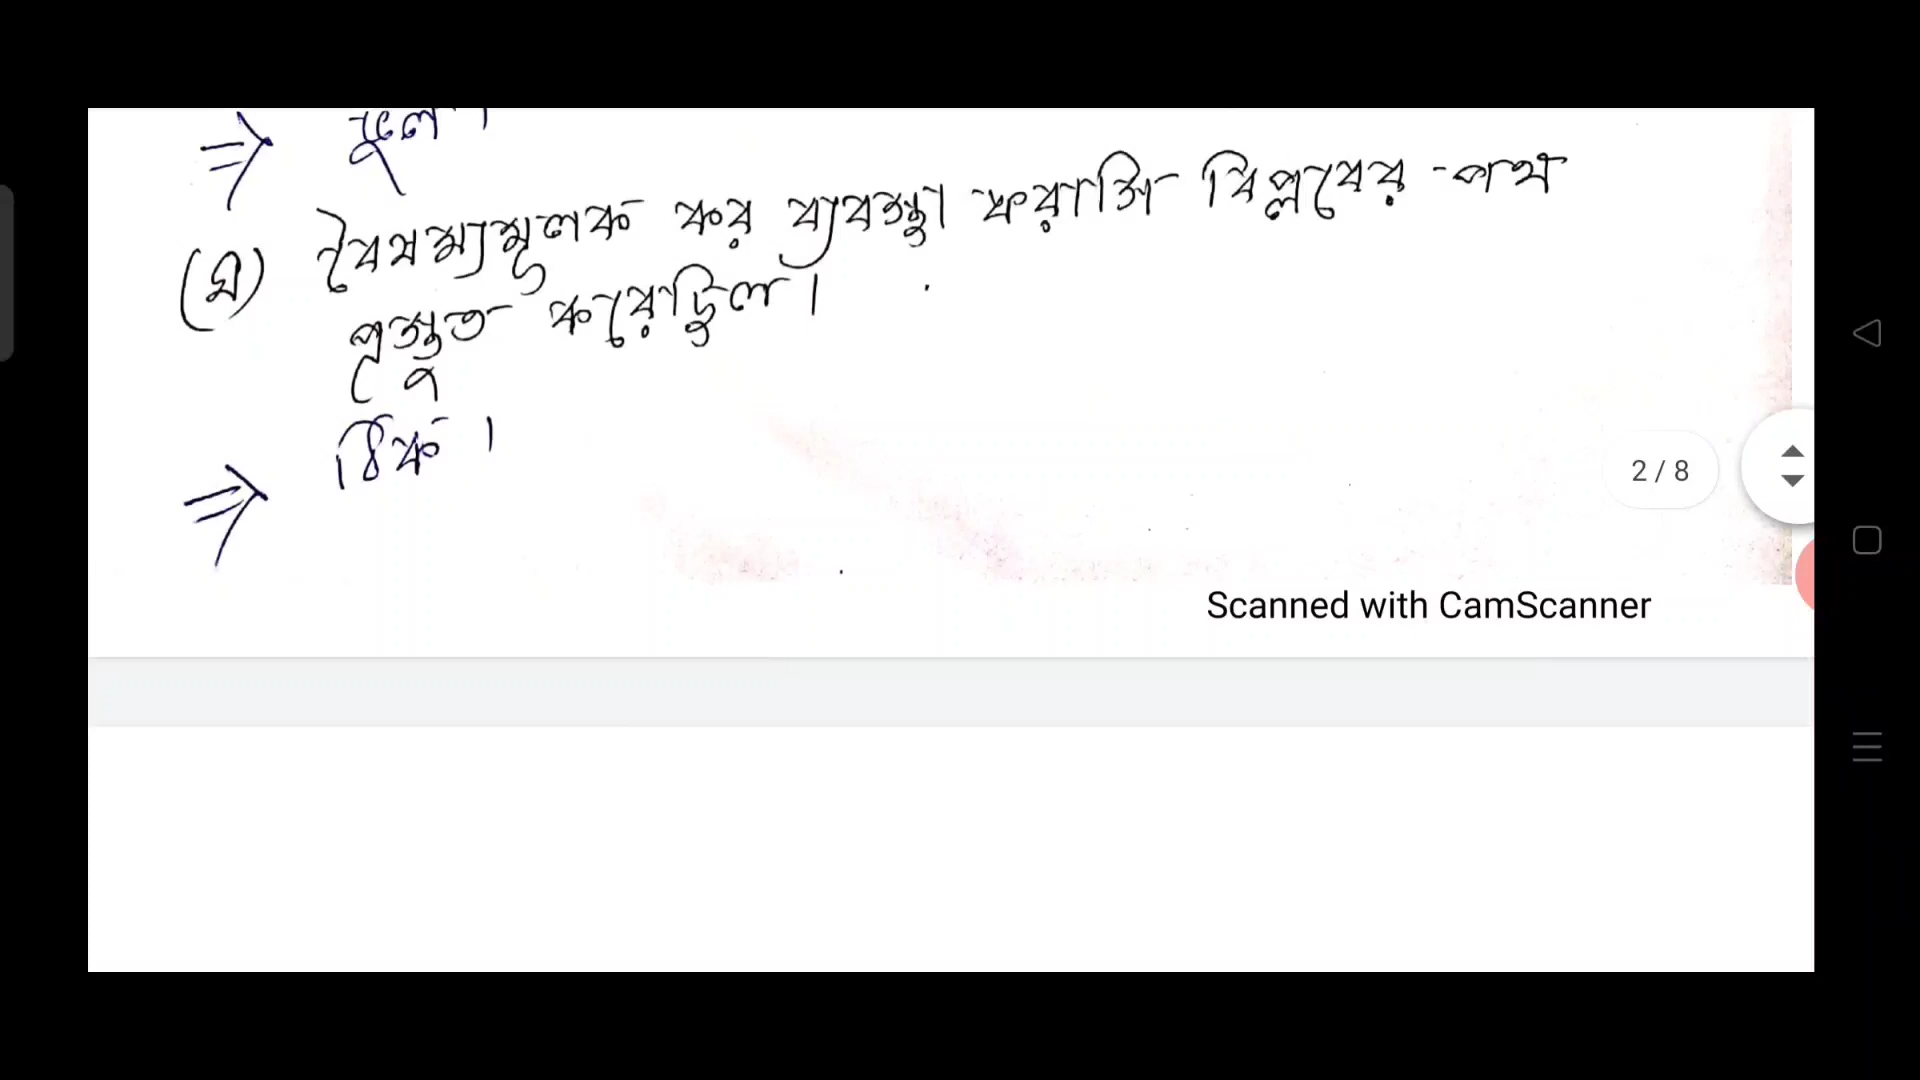 ⇒ ভুল।
(ঘ) বৈষম্যমূলক কর ব্যবস্থা ফরাসি বিপ্লবের পথ
প্রস্তুত করেছিল।
⇒ ঠিক।
2 / 8
Scanned with CamScanner